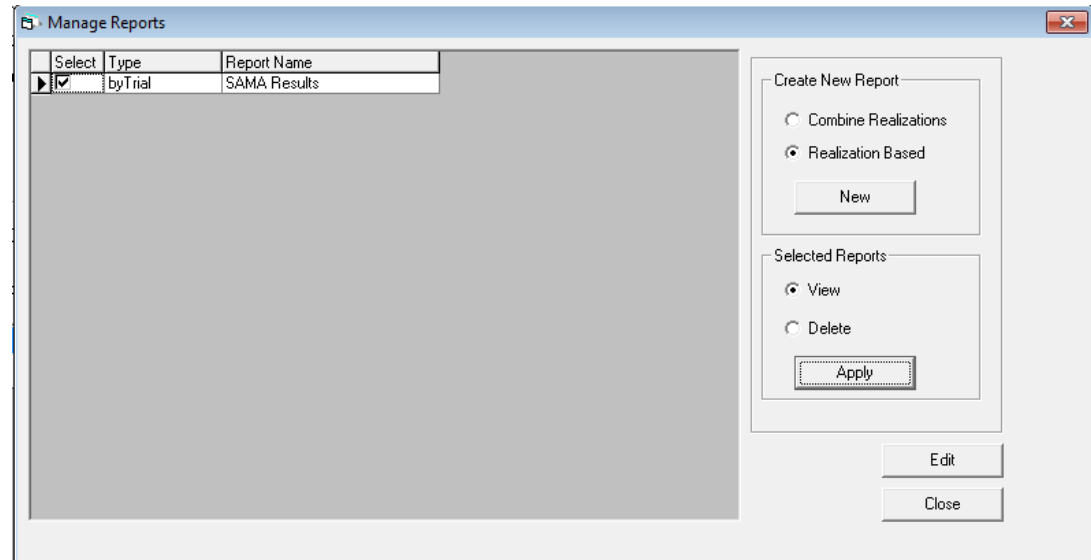 Manage Reports
Select Type Report Name
byTrial SAMA Results
Create New Report
Combine Realizations
Realization Based
New
Selected Reports
View
Delete
Apply
Edit
Close